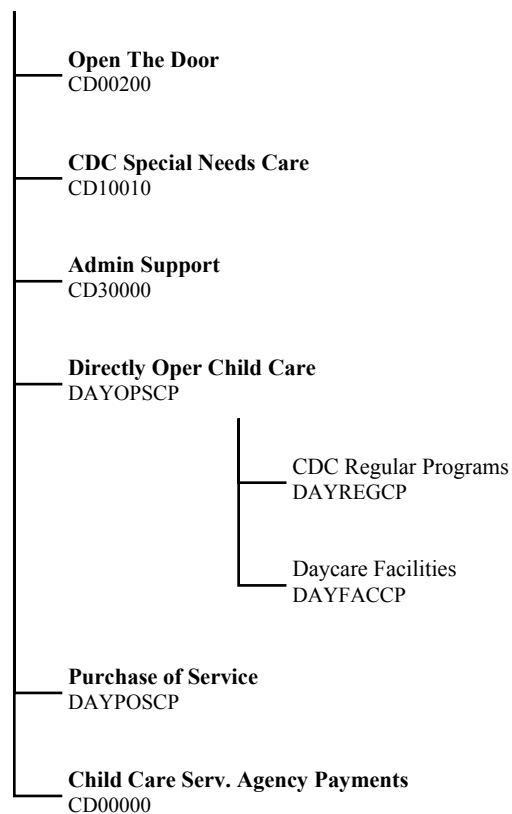 Open The Door
CD00200
CDC Special Needs Care
CD10010
Admin Support
CD30000
Directly Oper Child Care
DAYOPSCP
CDC Regular Programs
DAYREGCP
Daycare Facilities
DAYFACCP
Purchase of Service
DAYPOSCP
Child Care Serv. Agency Payments
CD00000